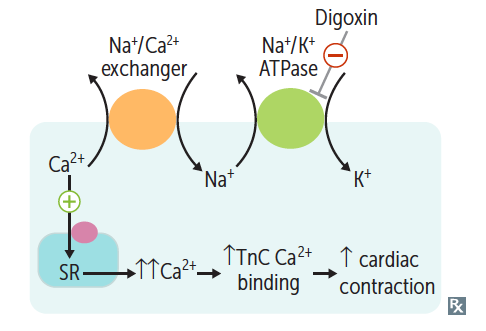 Digoxin
Na⁺/Ca²⁺
exchanger
Na⁺/K⁺
ATPase
Ca²⁺
Na⁺
K⁺
SR
↑↑Ca²⁺
↑TnC Ca²⁺
binding
↑ cardiac
contraction
℞